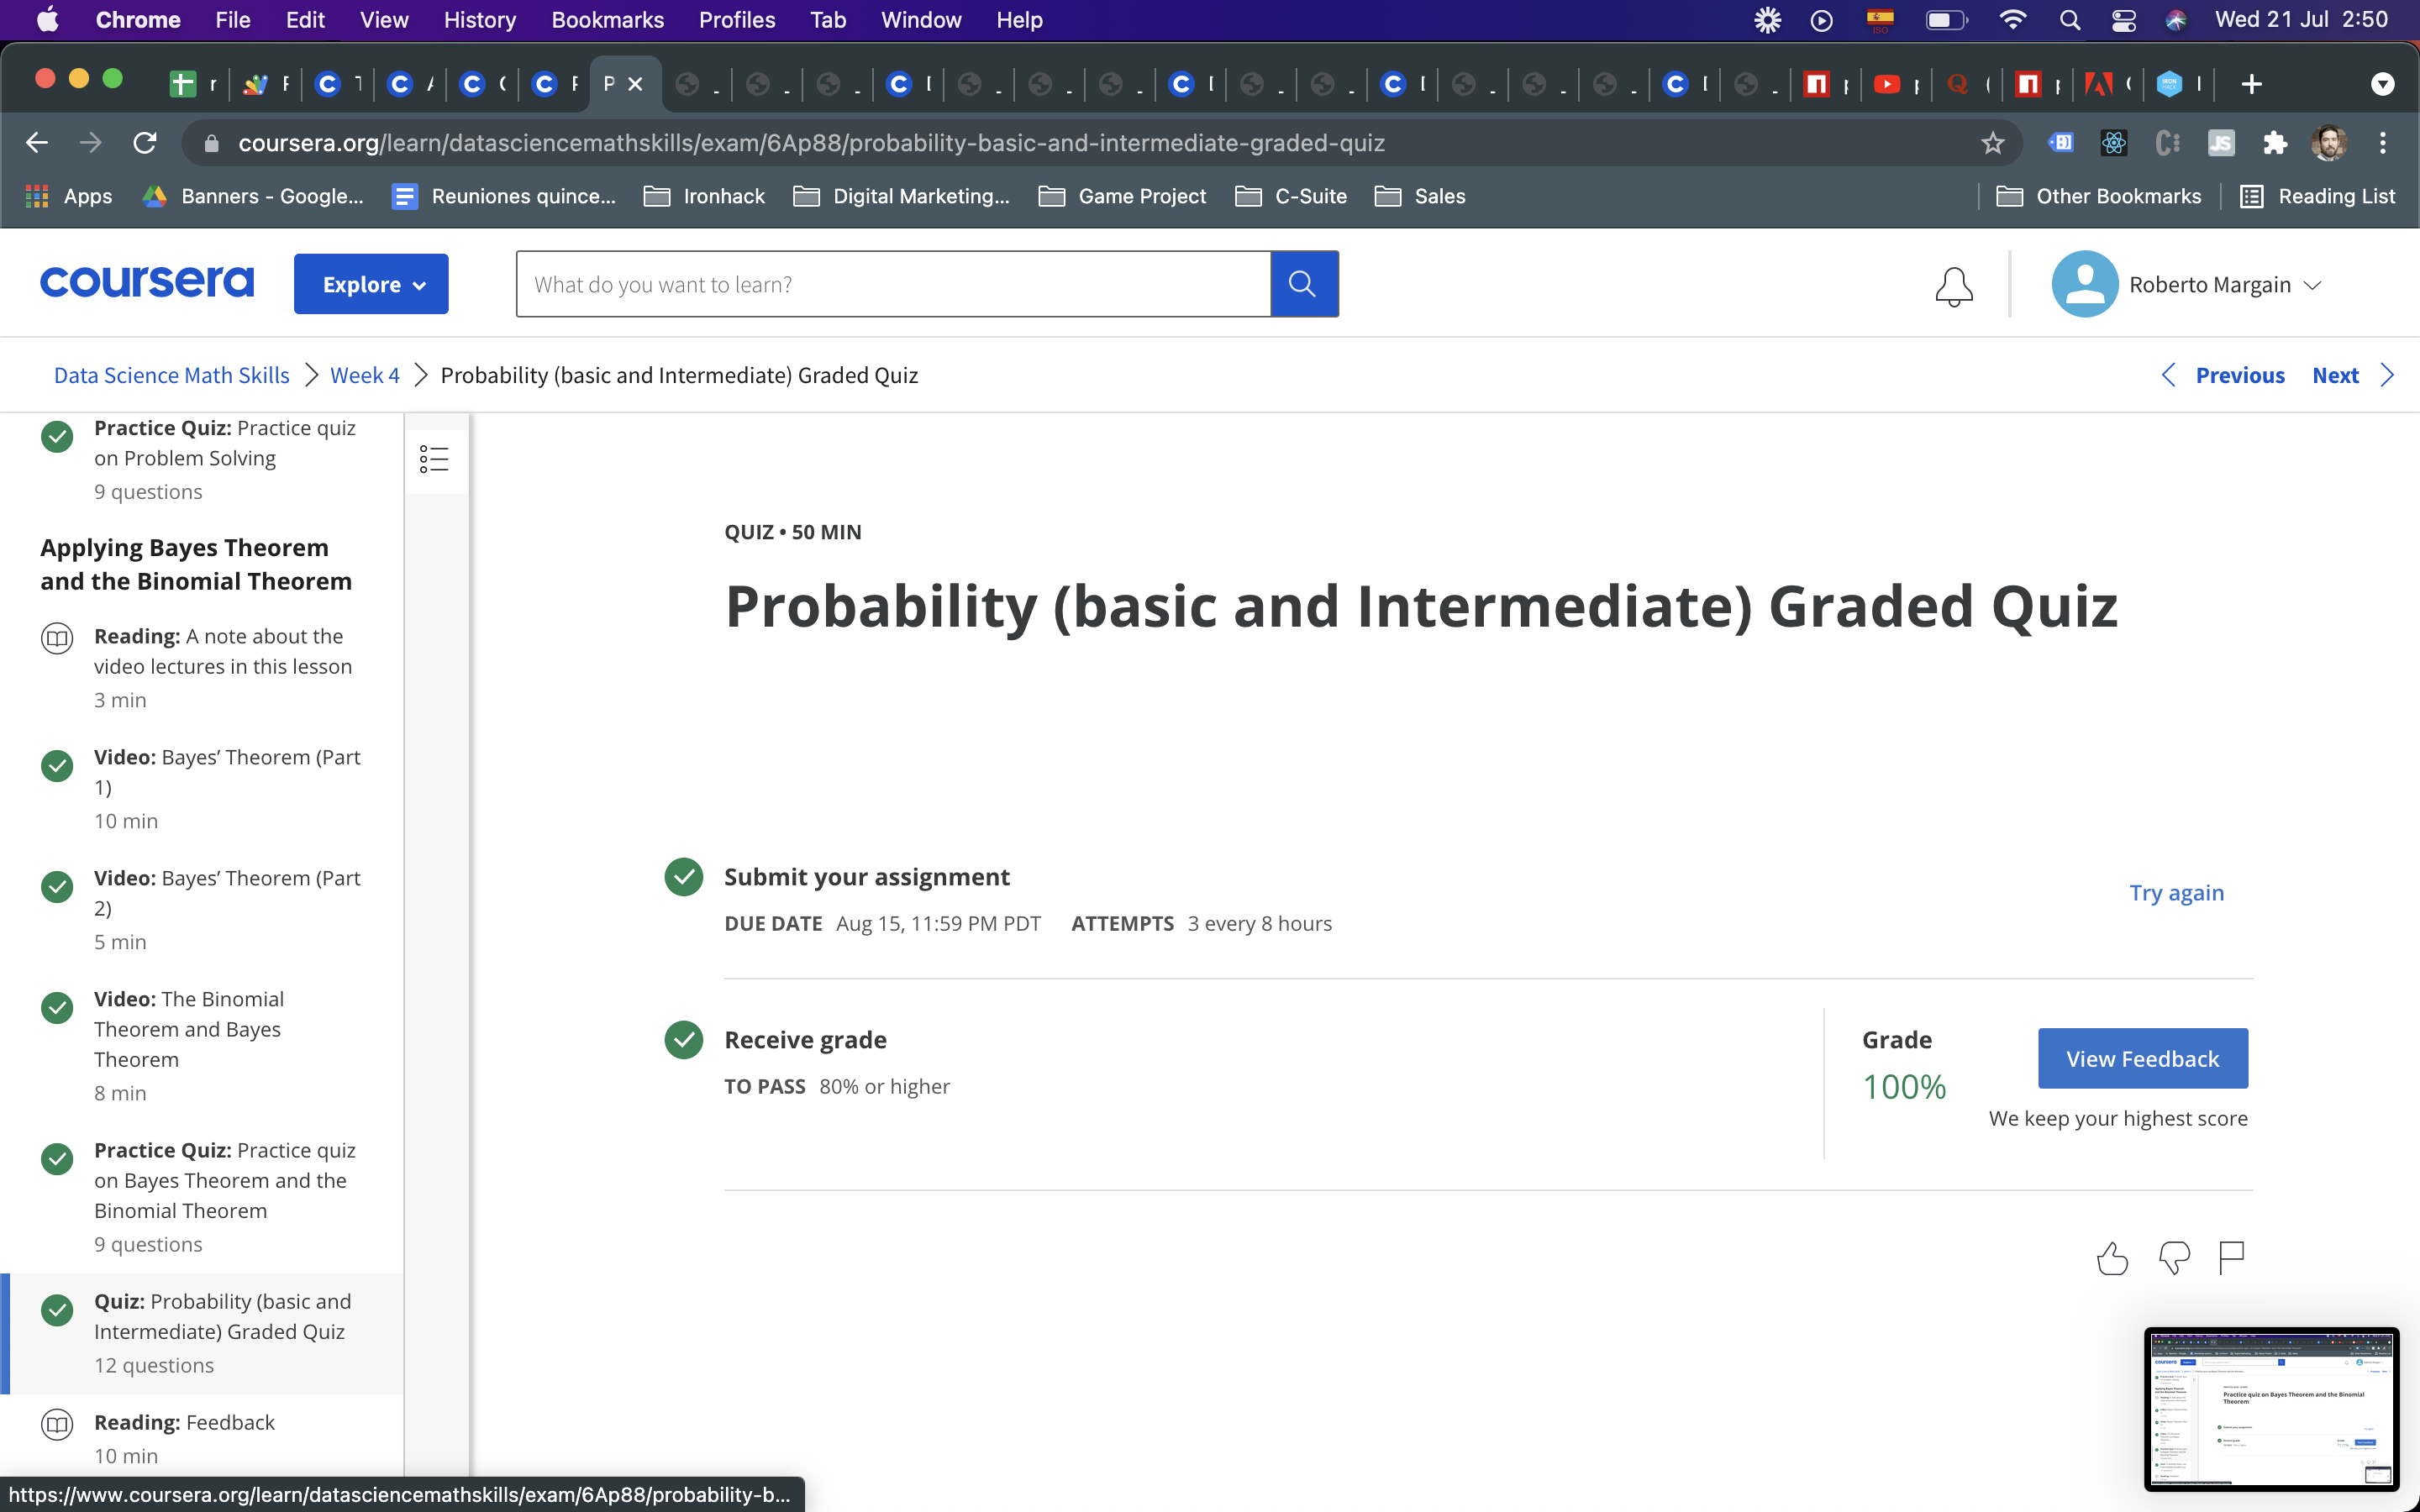 Chrome File Edit View History Bookmarks Profiles Tab Window Help ISO Wed 21 Jul 2:50
coursera.org/learn/datasciencemathskills/exam/6Ap88/probability-basic-and-intermediate-graded-quiz
Apps Banners - Google... Reuniones quince... Ironhack Digital Marketing... Game Project C-Suite Sales Other Bookmarks Reading List
coursera Explore What do you want to learn? Roberto Margain
Data Science Math Skills Week 4 Probability (basic and Intermediate) Graded Quiz Previous Next
Practice Quiz: Practice quiz
on Problem Solving
9 questions
Applying Bayes Theorem
and the Binomial Theorem
Reading: A note about the
video lectures in this lesson
3 min
Video: Bayes’ Theorem (Part
1)
10 min
Video: Bayes’ Theorem (Part
2)
5 min
Video: The Binomial
Theorem and Bayes
Theorem
8 min
Practice Quiz: Practice quiz
on Bayes Theorem and the
Binomial Theorem
9 questions
Quiz: Probability (basic and
Intermediate) Graded Quiz
12 questions
Reading: Feedback
10 min
https://www.coursera.org/learn/datasciencemathskills/exam/6Ap88/probability-b...
QUIZ • 50 MIN
Probability (basic and Intermediate) Graded Quiz
Submit your assignment
DUE DATE Aug 15, 11:59 PM PDT ATTEMPTS 3 every 8 hours
Try again
Receive grade
TO PASS 80% or higher
Grade
100%
View Feedback
We keep your highest score
Practice quiz on Bayes Theorem and the Binomial
Theorem